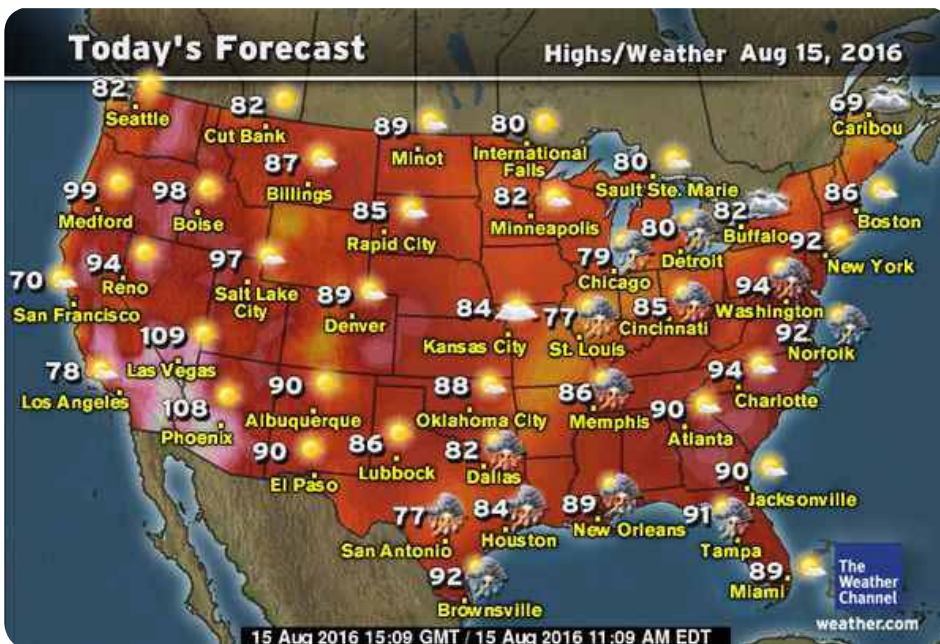 Today's Forecast
Highs/Weather Aug 15, 2016
82
Seattle
82
Cut Bank
89
Minot
80
International
Falls
80
Sault Ste. Marie
69
Caribou
87
Billings
99
Medford
98
Boise
85
Rapid City
82
Minneapolis
80
Detroit
82
Buffalo
86
Boston
92
New York
70
San Francisco
94
Reno
97
Salt Lake
City
89
Denver
84
Kansas City
79
Chicago
77
St. Louis
85
Cincinnati
94
Washington
92
Norfolk
109
Las Vegas
78
Los Angeles
108
Phoenix
90
Albuquerque
88
Oklahoma City
86
Memphis
90
Atlanta
94
Charlotte
90
El Paso
86
Lubbock
82
Dallas
90
Jacksonville
77
San Antonio
84
Houston
89
New Orleans
91
Tampa
89
Miami
92
Brownsville
The
Weather
Channel
weather.com
15 Aug 2016 15:09 GMT / 15 Aug 2016 11:09 AM EDT